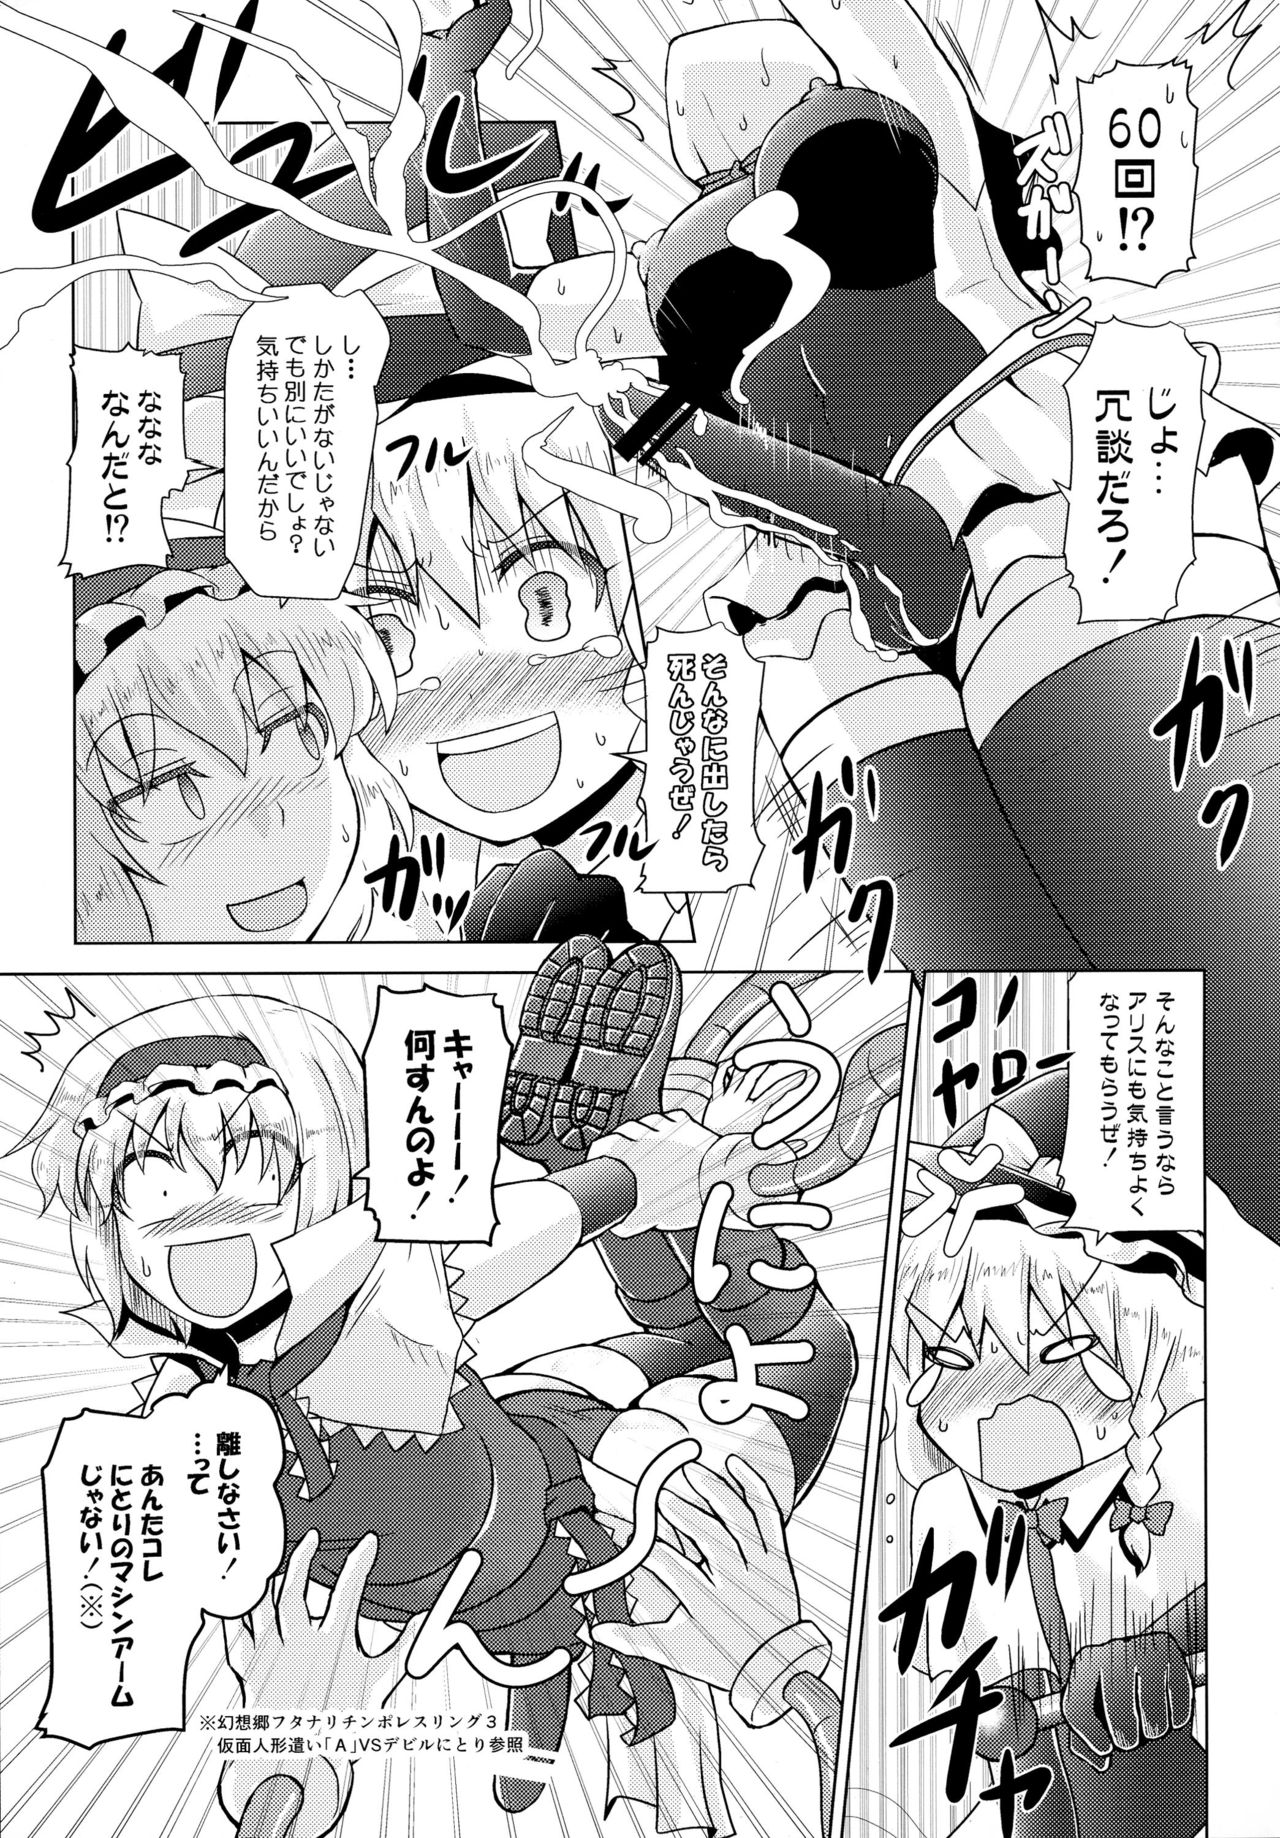 60回!?
じょ…
冗談だろ！
ズガーーン
ビュルル
ビュー
し…
しかたがないじゃない
でも別にいいでしょ？
気持ちいいんだから
ななな
なんだと!?
フル
フル
そんなに出したら
死んじゃうぜ！
ガク
ガク
ガッ
そんなこと言うなら
アリスにも気持ちよく
なってもらうぜ！
コノ
ヤロー
ガチャ
キャーーー！
何すんのよ！
うぃーーん
離しなさい！
…って
あんたコレ
にとりのマシンアーム
じゃない！(※)
※幻想郷フタナリチンポレスリング３
仮面人形遣い「A」VSデビルにとり参照